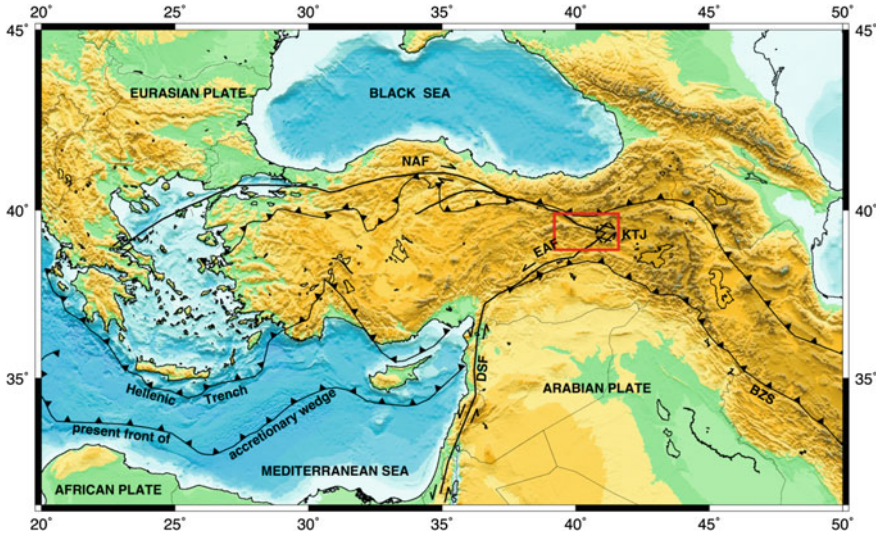 20° 25° 30° 35° 40° 45° 50°
45° 45°
EURASIAN PLATE
BLACK SEA
NAF
40° 40°
KTJ
EAF
DSF
ARABIAN PLATE
35° 35°
BZS
Hellenic Trench
present front of accretionary wedge
MEDITERRANEAN SEA
AFRICAN PLATE
20° 25° 30° 35° 40° 45° 50°